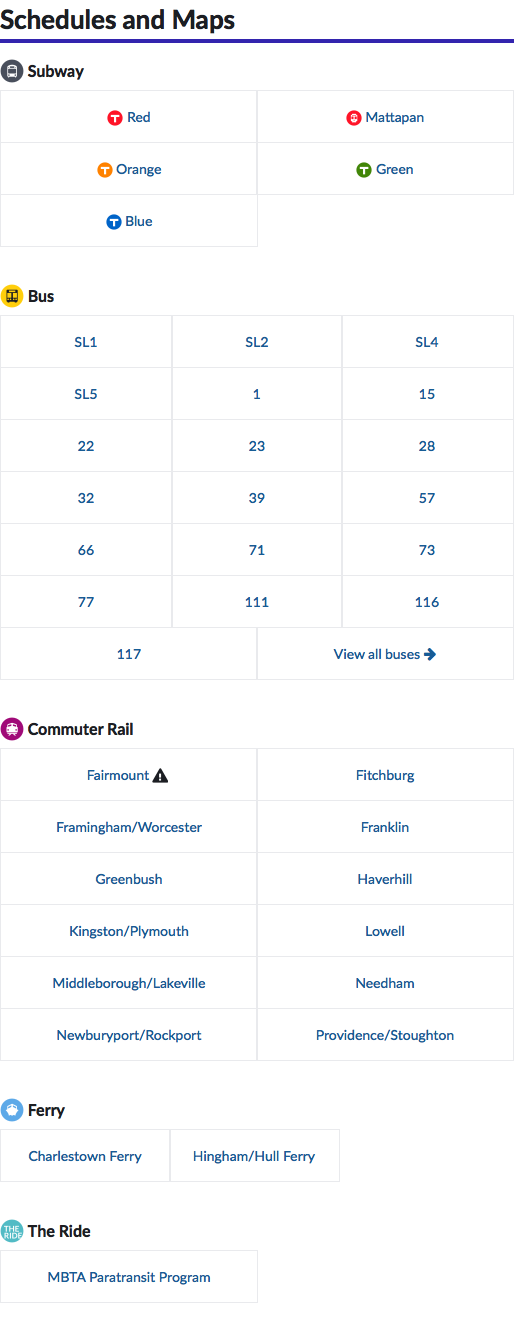 Schedules and Maps
Subway
T Red
Mattapan
T Orange
T Green
T Blue
Bus
SL1 SL2 SL4
SL5 1 15
22 23 28
32 39 57
66 71 73
77 111 116
117 View all buses
Commuter Rail
Fairmount Fitchburg
Framingham/Worcester Franklin
Greenbush Haverhill
Kingston/Plymouth Lowell
Middleborough/Lakeville Needham
Newburyport/Rockport Providence/Stoughton
Ferry
Charlestown Ferry Hingham/Hull Ferry
THE RIDE The Ride
MBTA Paratransit Program